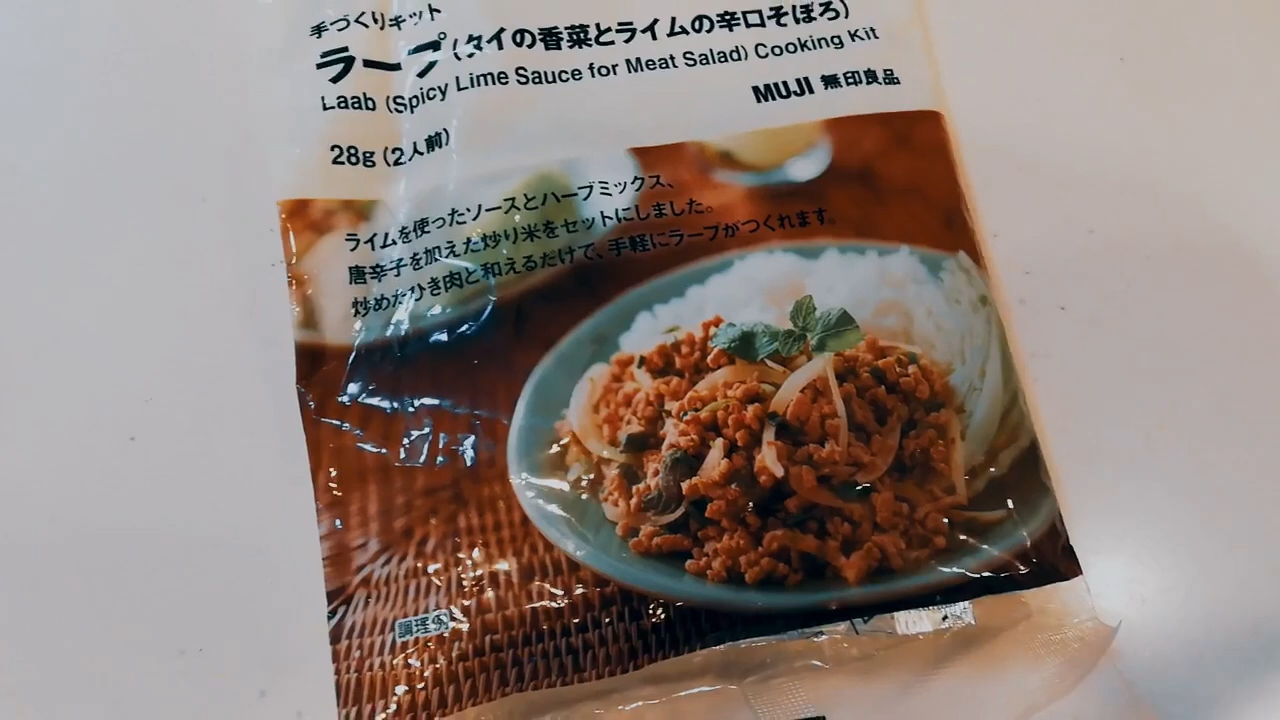 手づくりキット
ラープ(タイの香菜とライムの辛口そぼろ)
Laab (Spicy Lime Sauce for Meat Salad) Cooking Kit
MUJI 無印良品
28g (2人前)
ライムを使ったソースとハーブミックス、
唐辛子を加えた炒り米をセットにしました。
炒めたひき肉と和えるだけで、手軽にラープがつくれます。
調理例